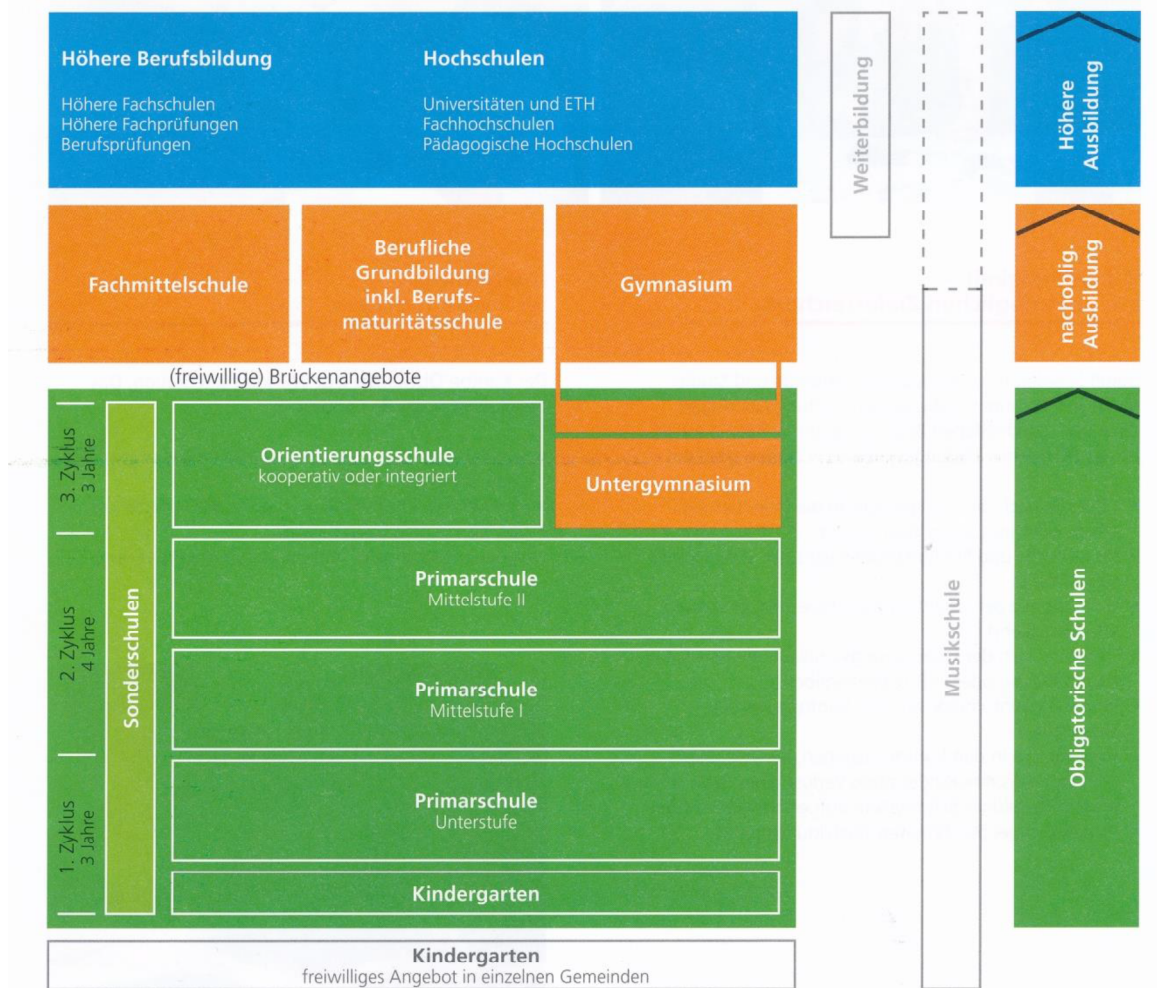 Höhere Berufsbildung
Höhere Fachschulen
Höhere Fachprüfungen
Berufsprüfungen
Hochschulen
Universitäten und ETH
Fachhochschulen
Pädagogische Hochschulen
Weiterbildung
Höhere
Ausbildung
Fachmittelschule
Berufliche
Grundbildung
inkl. Berufs-
maturitätsschule
Gymnasium
nachoblig.
Ausbildung
(freiwillige) Brückenangebote
3. Zyklus
3 Jahre
Orientierungsschule
kooperativ oder integriert
Untergymnasium
2. Zyklus
4 Jahre
Sonderschulen
Primarschule
Mittelstufe II
Primarschule
Mittelstufe I
Musikschule
Obligatorische Schulen
1. Zyklus
3 Jahre
Primarschule
Unterstufe
Kindergarten
Kindergarten
freiwilliges Angebot in einzelnen Gemeinden